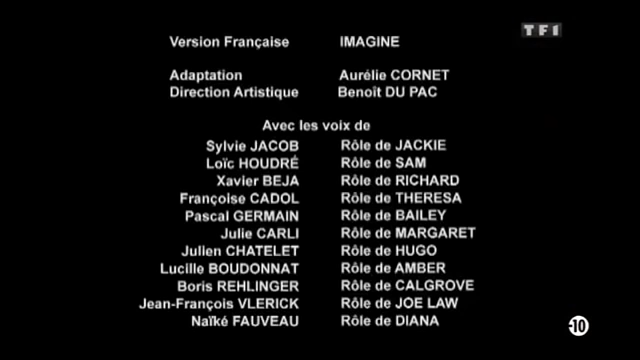 TF1
Version Française IMAGINE
Adaptation Aurélie CORNET
Direction Artistique Benoît DU PAC
Avec les voix de
Sylvie JACOB Rôle de JACKIE
Loïc HOUDRÉ Rôle de SAM
Xavier BEJA Rôle de RICHARD
Françoise CADOL Rôle de THERESA
Pascal GERMAIN Rôle de BAILEY
Julie CARLI Rôle de MARGARET
Julien CHATELET Rôle de HUGO
Lucille BOUDONNAT Rôle de AMBER
Boris REHLINGER Rôle de CALGROVE
Jean-François VLERICK Rôle de JOE LAW
Naïké FAUVEAU Rôle de DIANA
-10